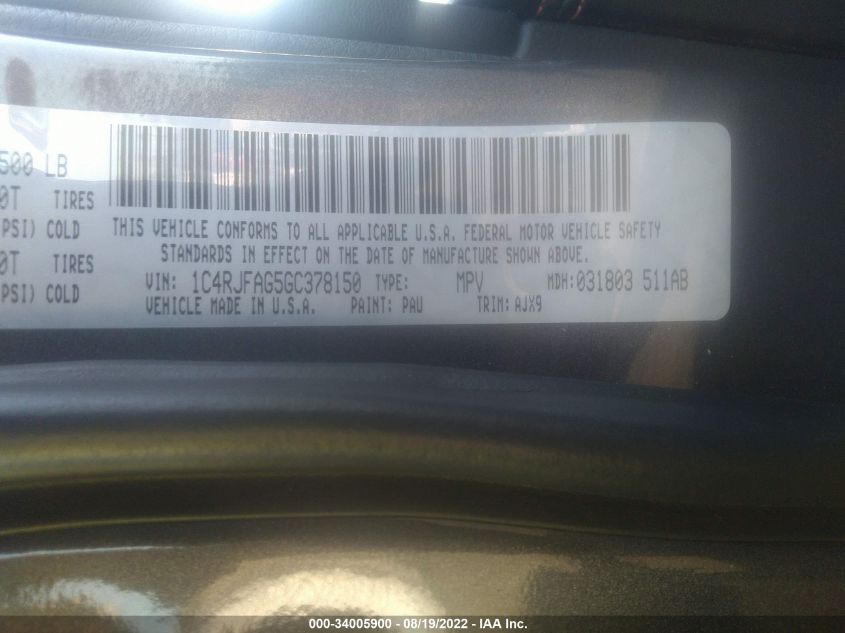 500 LB
0T TIRES
PSI) COLD THIS VEHICLE CONFORMS TO ALL APPLICABLE U.S.A. FEDERAL MOTOR VEHICLE SAFETY
0T TIRES STANDARDS IN EFFECT ON THE DATE OF MANUFACTURE SHOWN ABOVE.
PSI) COLD VIN: 1C4RJFAG5GC378150 TYPE: MPV MDH:031803 511AB
VEHICLE MADE IN U.S.A. PAINT: PAU TRIM: AJX9
000-34005900 - 08/19/2022 - IAA Inc.